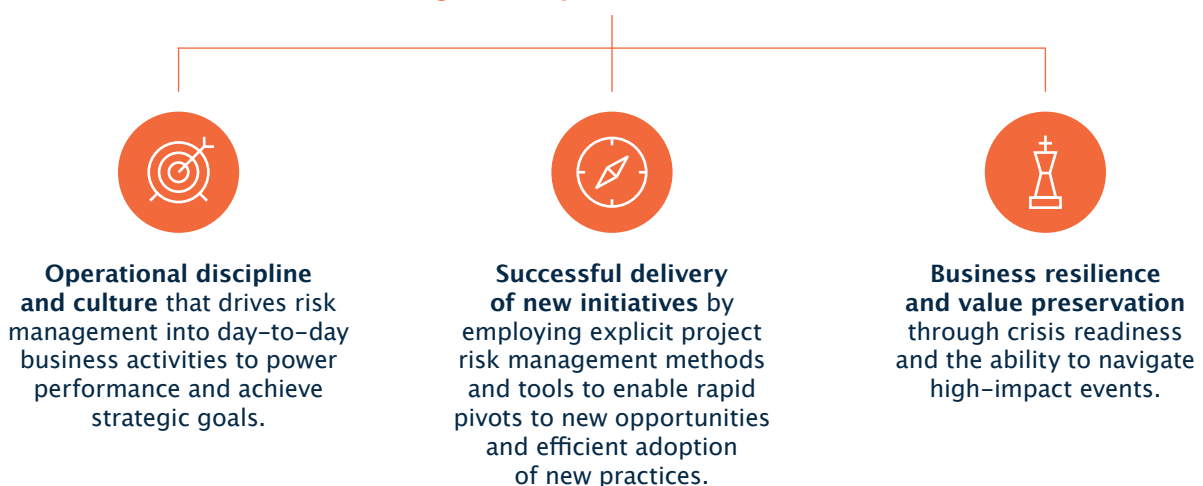 Operational discipline
and culture that drives risk
management into day-to-day
business activities to power
performance and achieve
strategic goals.
Successful delivery
of new initiatives by
employing explicit project
risk management methods
and tools to enable rapid
pivots to new opportunities
and efficient adoption
of new practices.
Business resilience
and value preservation
through crisis readiness
and the ability to navigate
high-impact events.